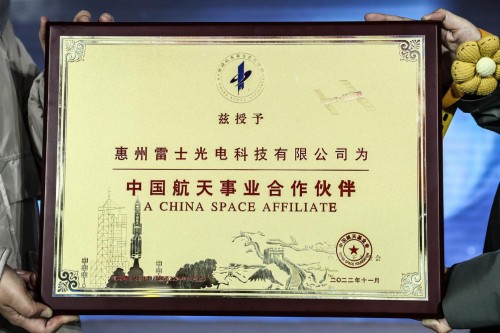 兹授予
惠州雷士光电科技有限公司为
中国航天事业合作伙伴
A CHINA SPACE AFFILIATE
二〇二二年十一月